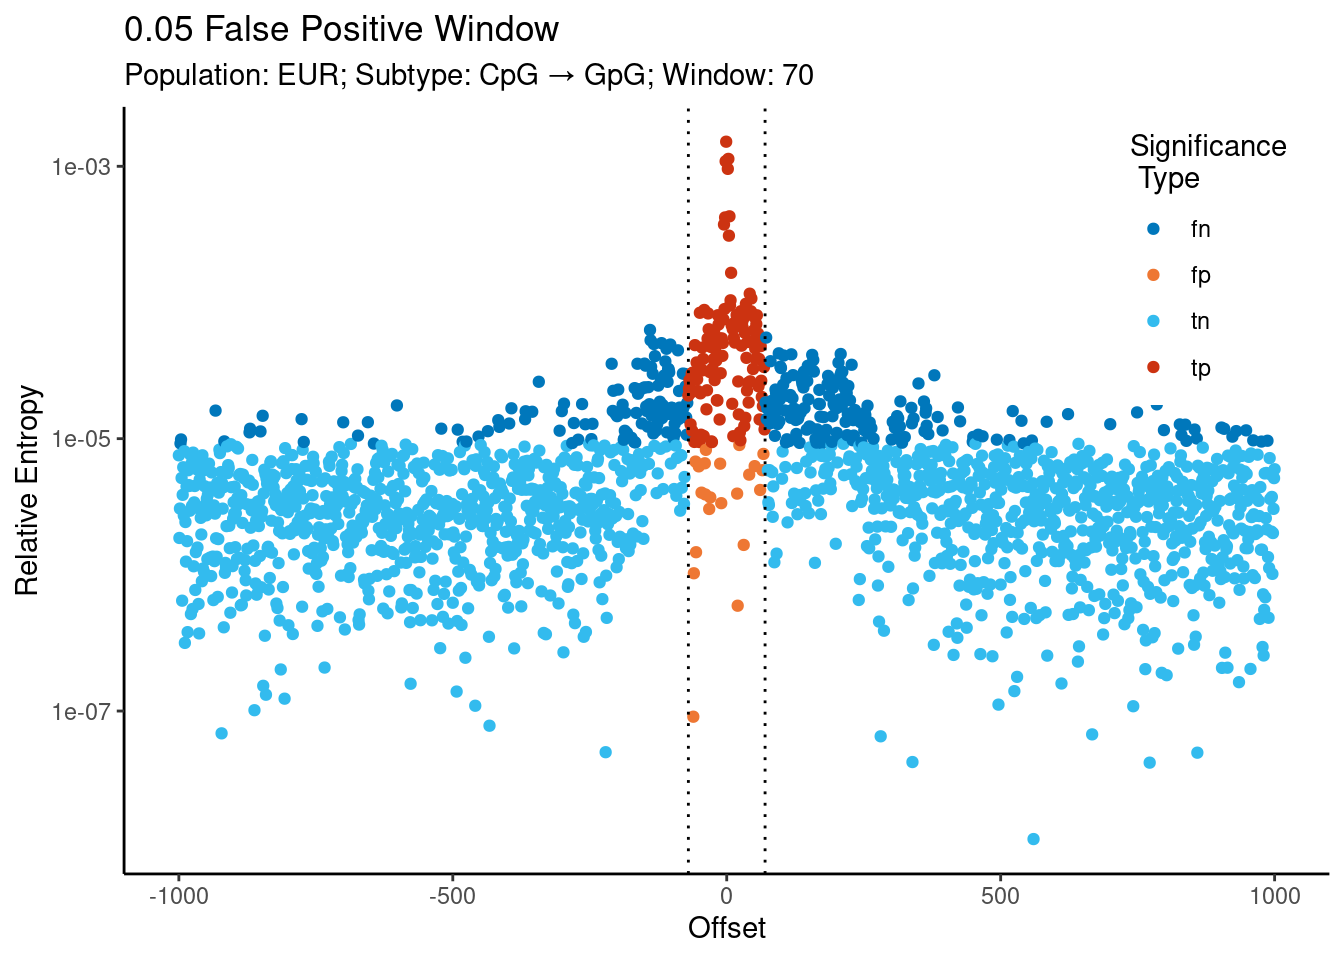 0.05 False Positive Window
Population: EUR; Subtype: CpG → GpG; Window: 70
Significance
Type
fn
fp
tn
tp
Relative Entropy
1e-03
1e-05
1e-07
-1000
-500
0
500
1000
Offset